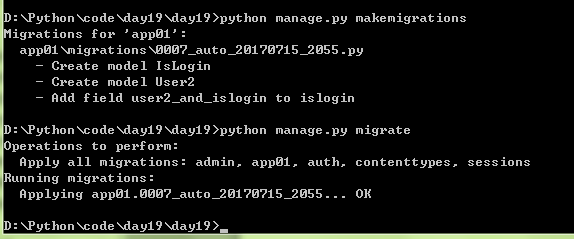 D:\Python\code\day19\day19>python manage.py makemigrations
Migrations for 'app01':
app01\migrations\0007_auto_20170715_2055.py
- Create model IsLogin
- Create model User2
- Add field user2_and_islogin to islogin
D:\Python\code\day19\day19>python manage.py migrate
Operations to perform:
Apply all migrations: admin, app01, auth, contenttypes, sessions
Running migrations:
Applying app01.0007_auto_20170715_2055... OK
D:\Python\code\day19\day19>_